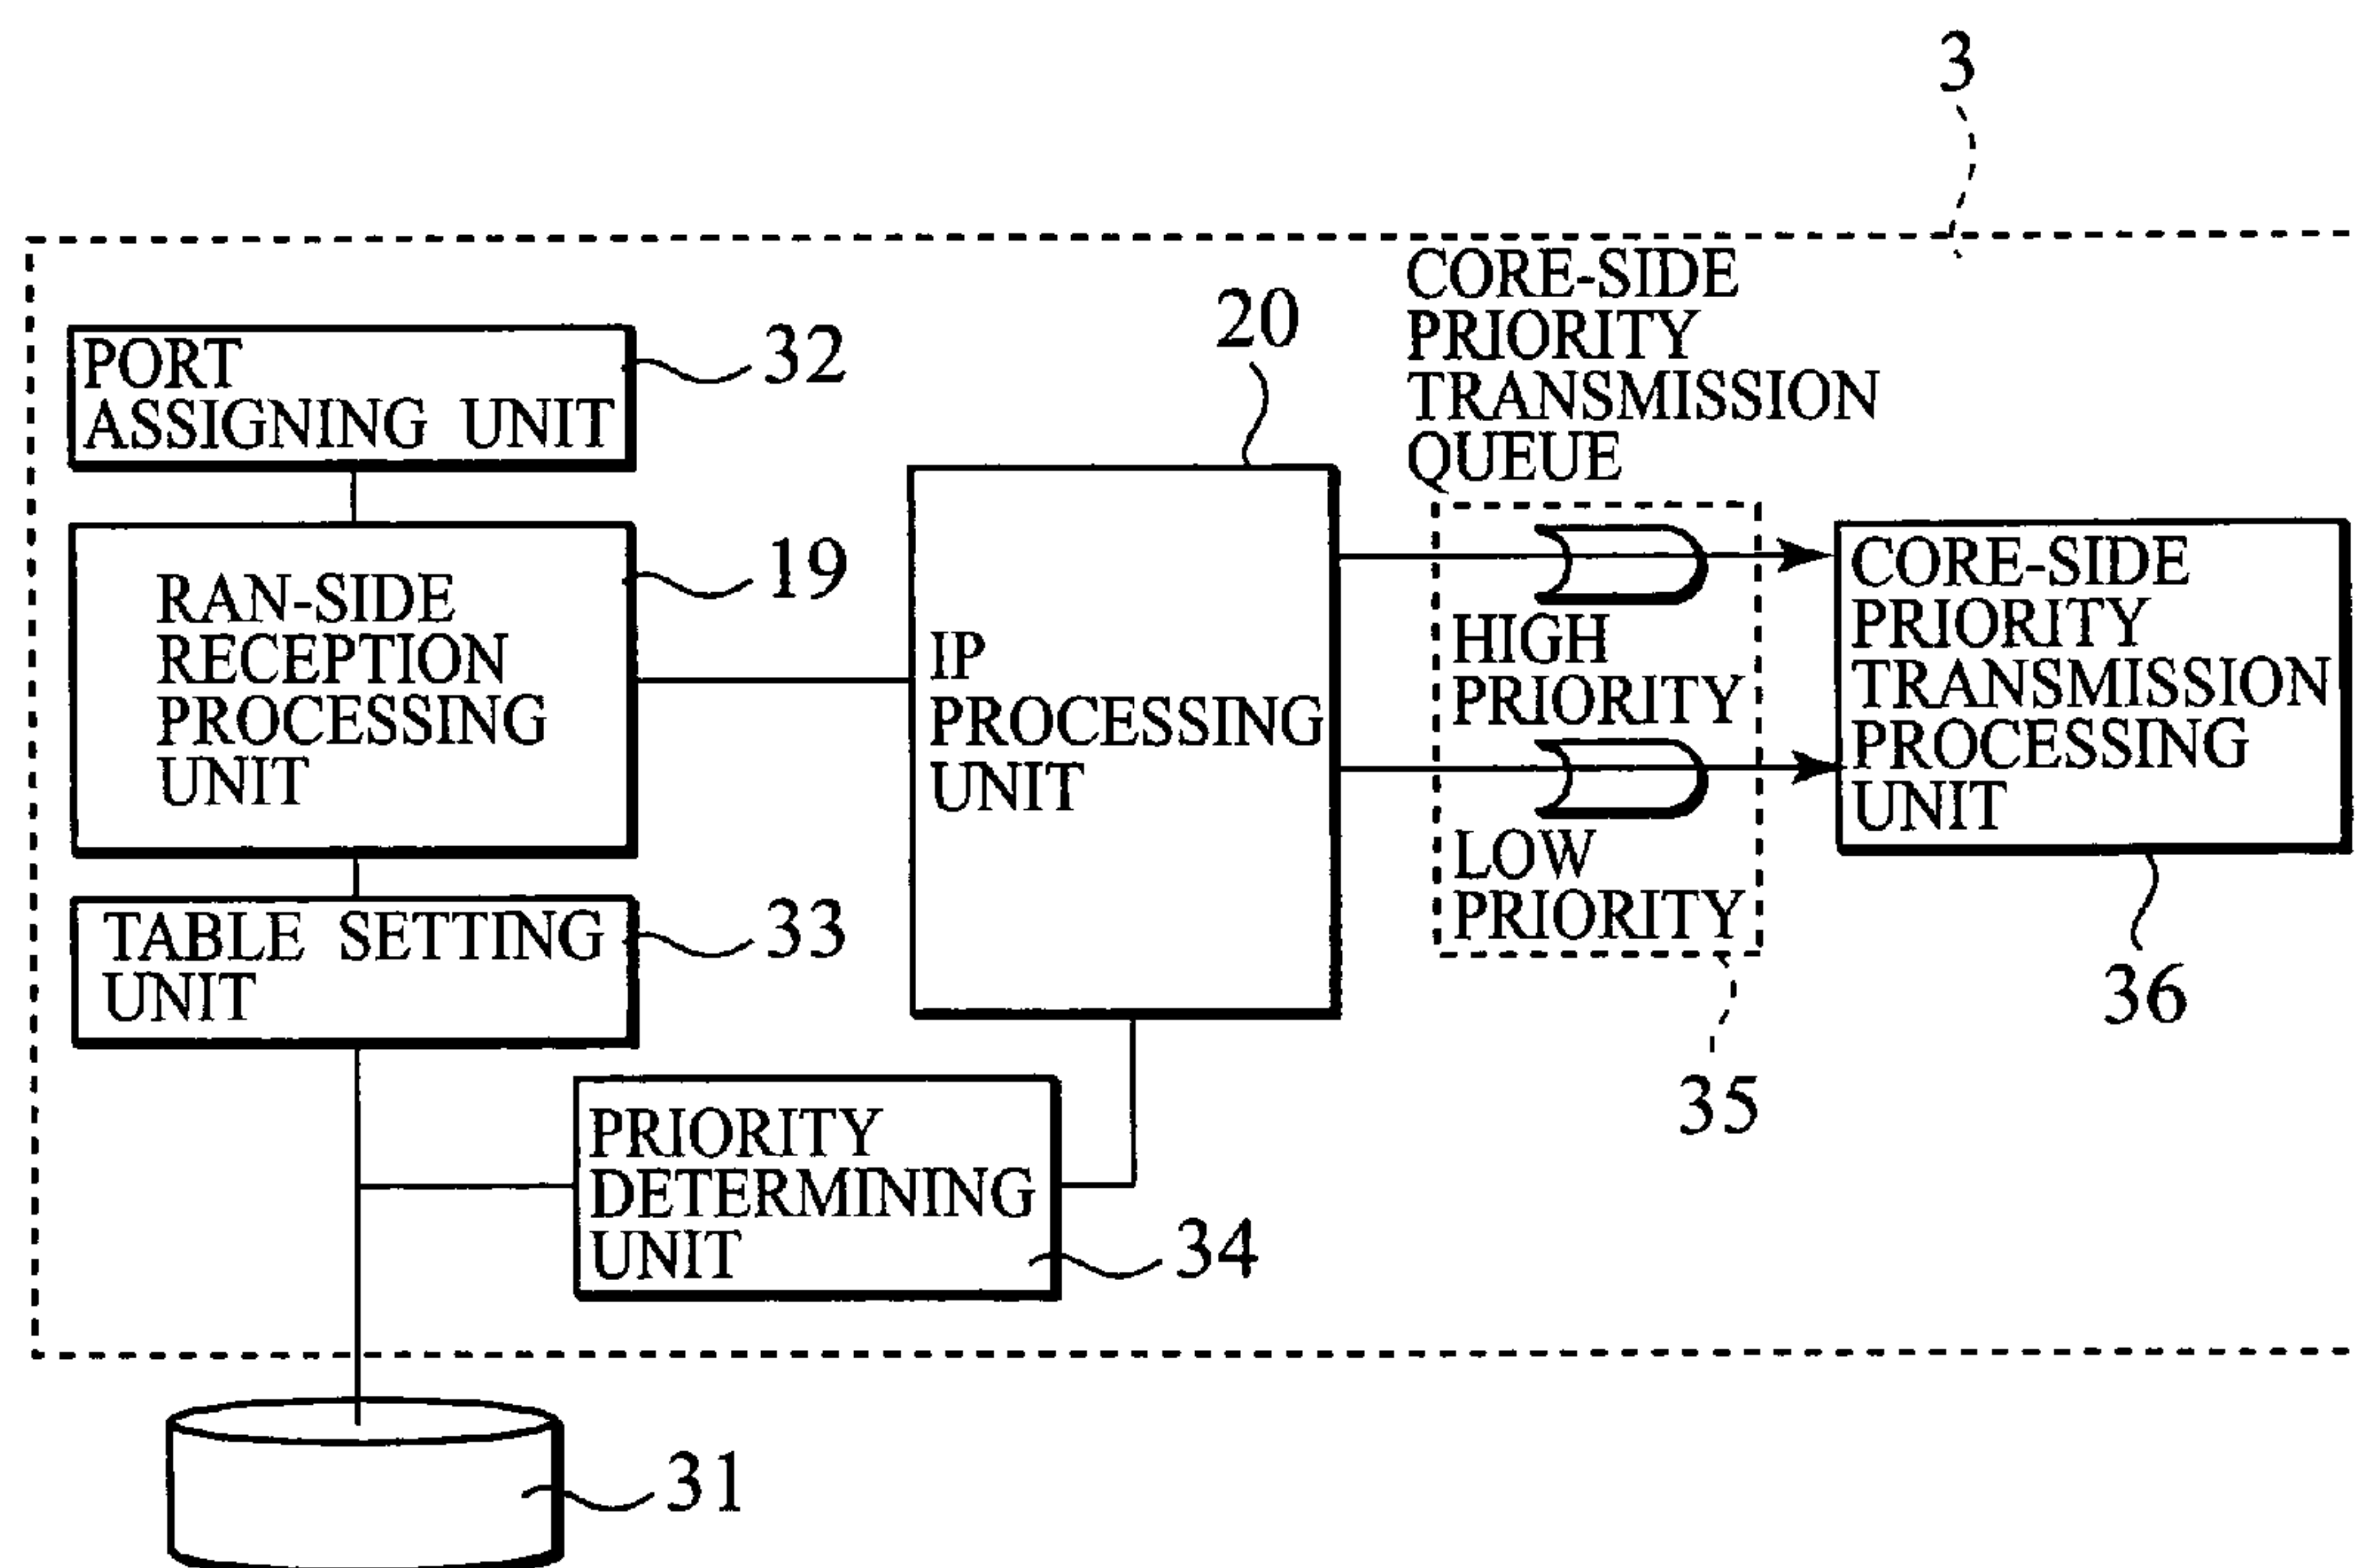 3
CORE-SIDE
PRIORITY
TRANSMISSION
QUEUE
20
PORT
ASSIGNING UNIT
32
RAN-SIDE
RECEPTION
PROCESSING
UNIT
19
IP
PROCESSING
UNIT
HIGH
PRIORITY
LOW
PRIORITY
CORE-SIDE
PRIORITY
TRANSMISSION
PROCESSING
UNIT
TABLE SETTING
UNIT
33
36
35
PRIORITY
DETERMINING
UNIT
34
31